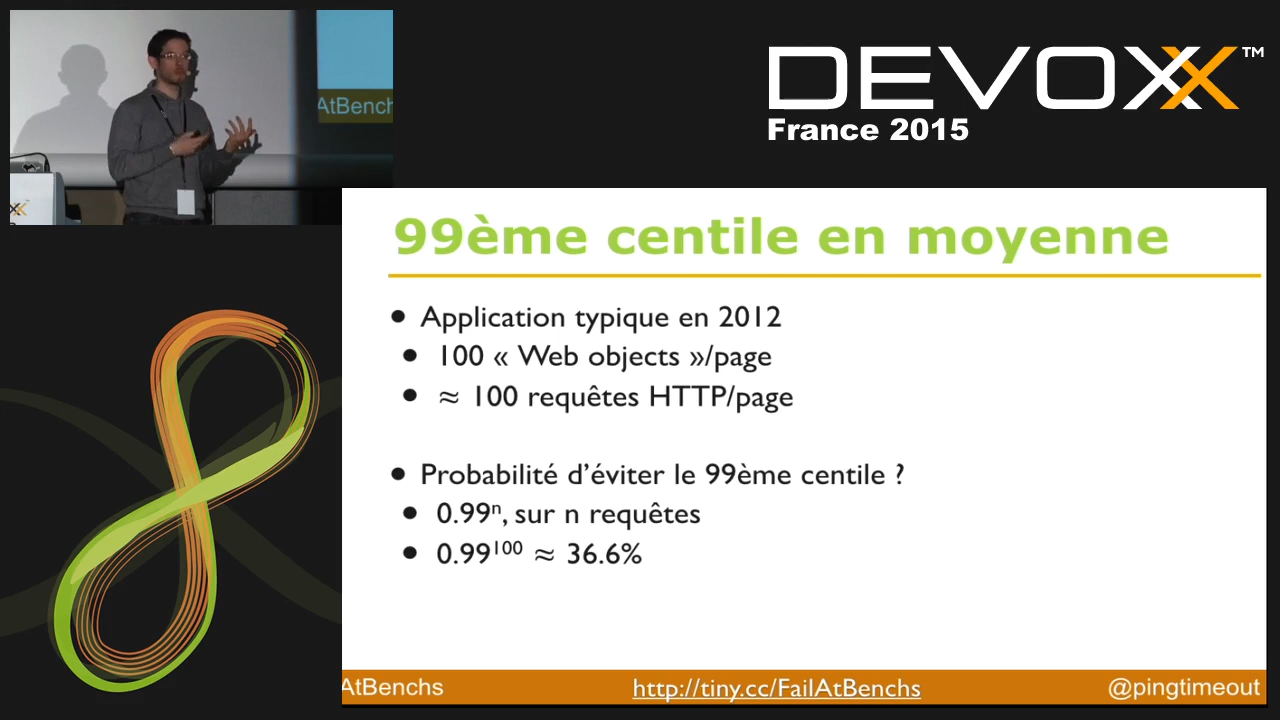 AtBench
DEVOXX™
France 2015
99ème centile en moyenne
• Application typique en 2012
• 100 « Web objects »/page
• ≈ 100 requêtes HTTP/page
• Probabilité d’éviter le 99ème centile ?
• 0.99ⁿ, sur n requêtes
• 0.99¹⁰⁰ ≈ 36.6%
AtBenchs http://tiny.cc/FailAtBenchs @pingtimeout